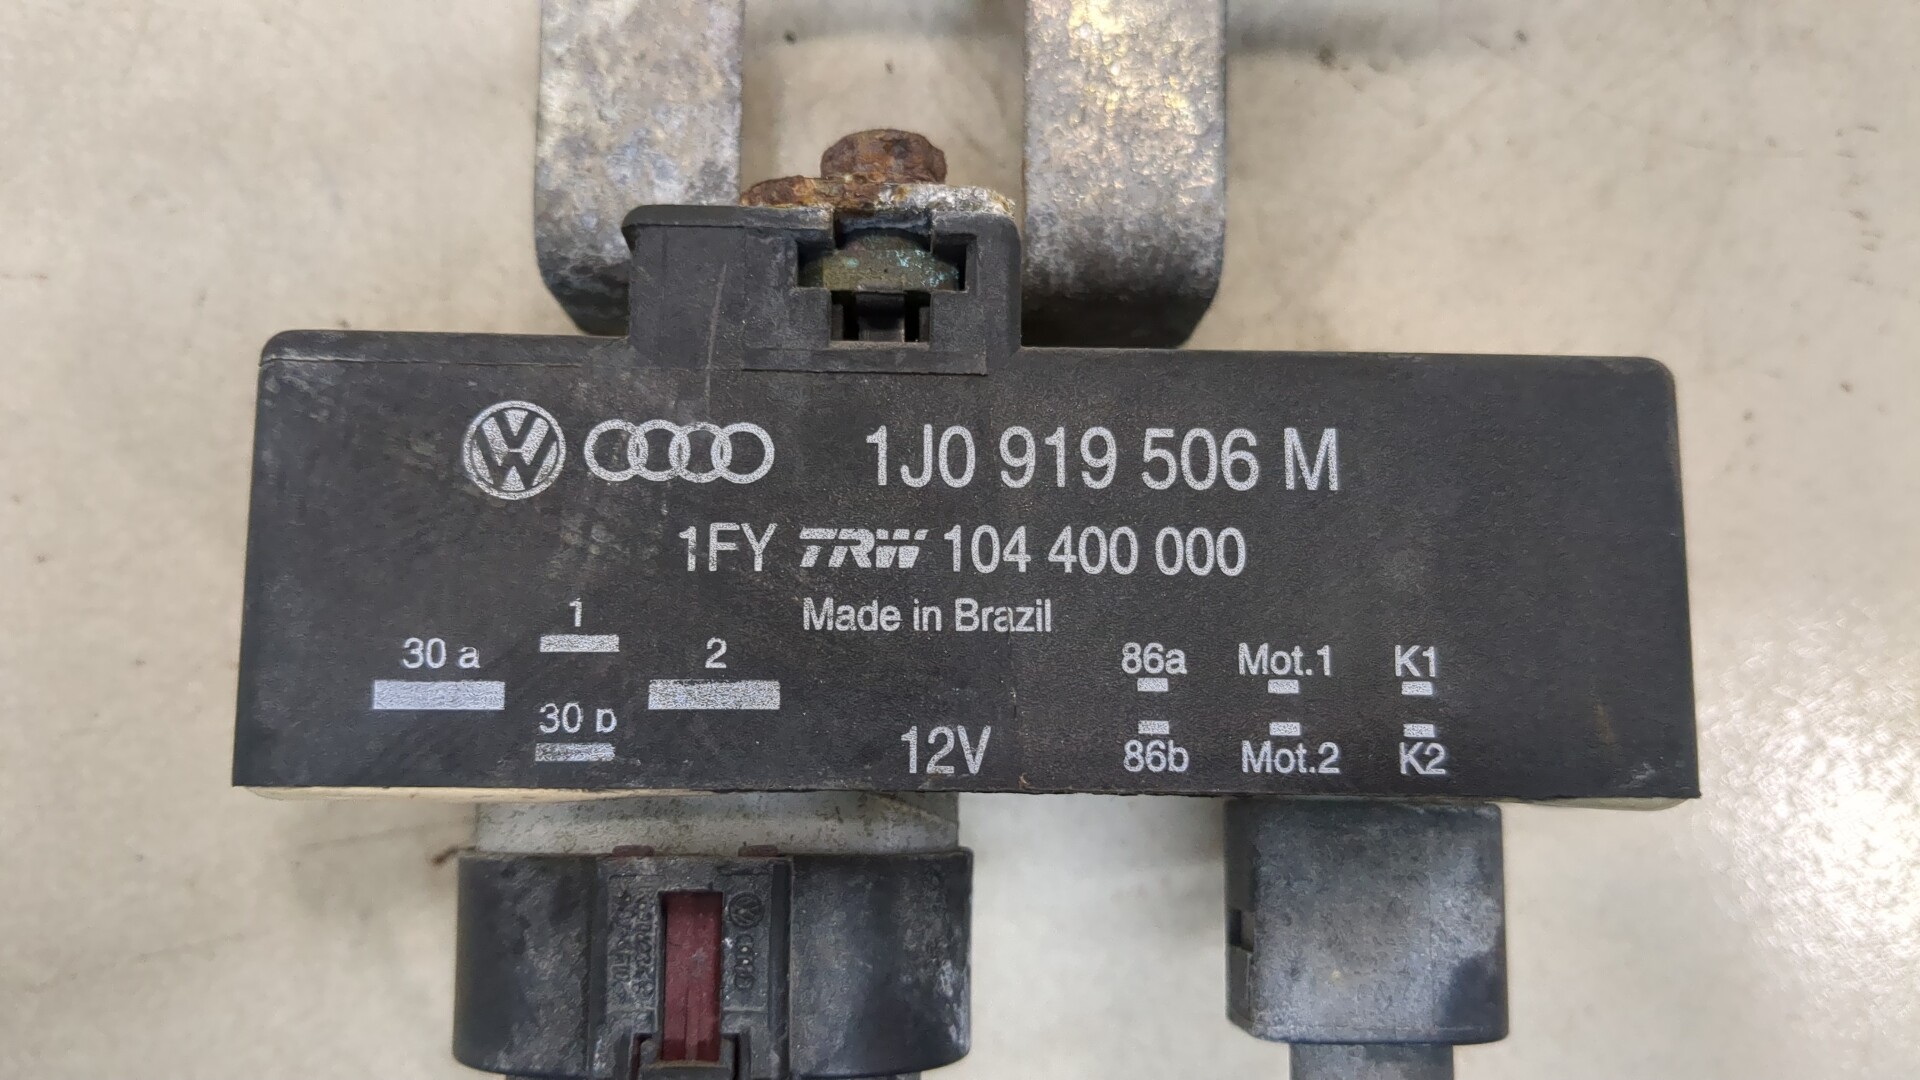 1J0 919 506 M
1FY TRW 104 400 000
Made in Brazil
30 a 1 2
30 b
12V
86a Mot.1 K1
86b Mot.2 K2